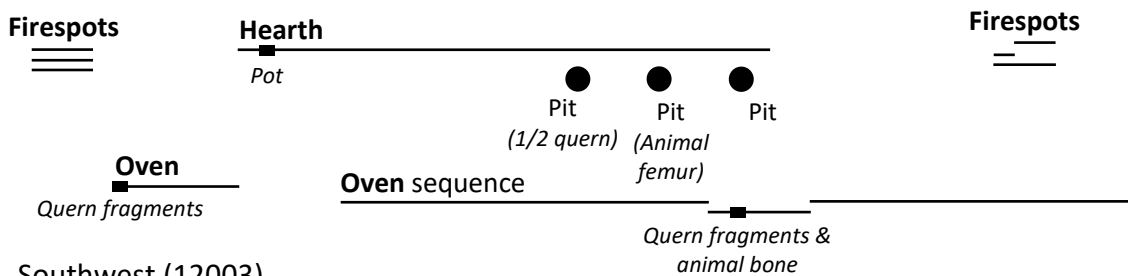 Firespots
Hearth
Firespots
Pot
Pit
(1/2 quern)
Pit
(Animal
femur)
Pit
Oven
Oven sequence
Quern fragments
Quern fragments &
animal bone
Southwest (12003)